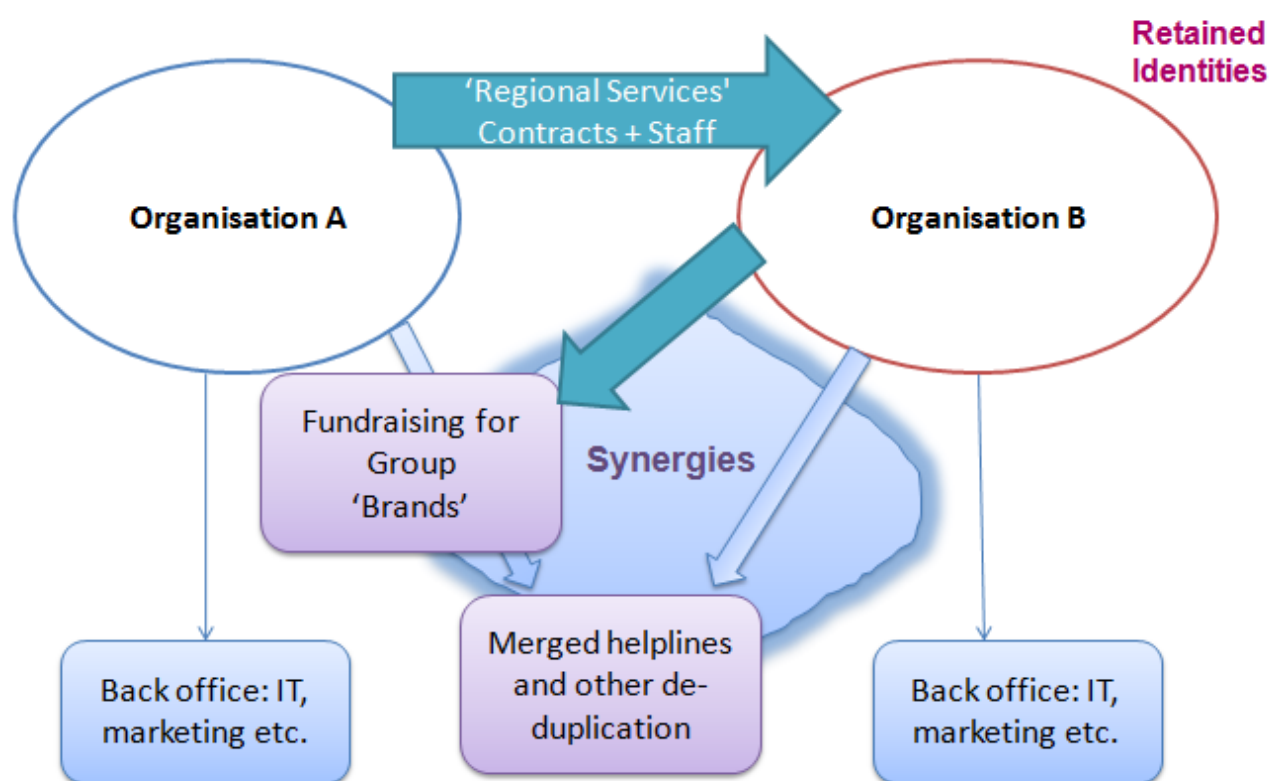 Retained
Identities
‘Regional Services'
Contracts + Staff
Organisation A
Organisation B
Fundraising for
Group
‘Brands’
Synergies
Merged helplines
and other de-
duplication
Back office: IT,
marketing etc.
Back office: IT,
marketing etc.